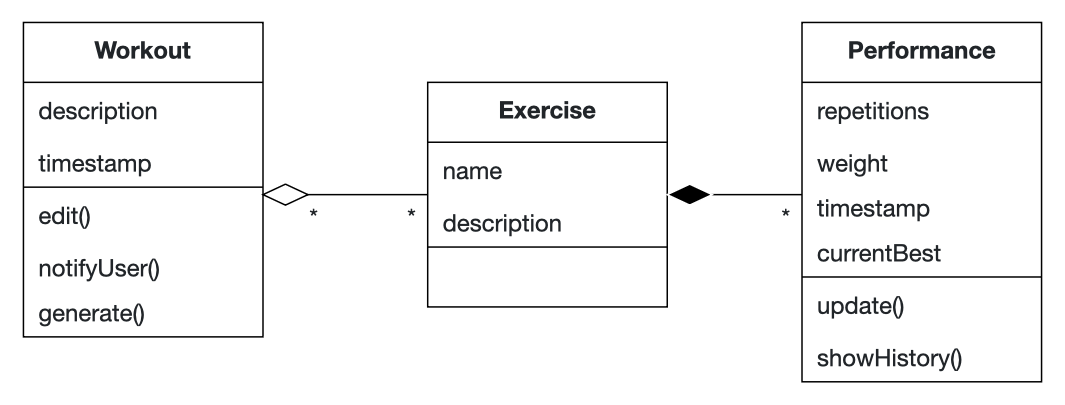 Workout
description
timestamp
edit()
notifyUser()
generate()
*
*
Exercise
name
description
*
Performance
repetitions
weight
timestamp
currentBest
update()
showHistory()